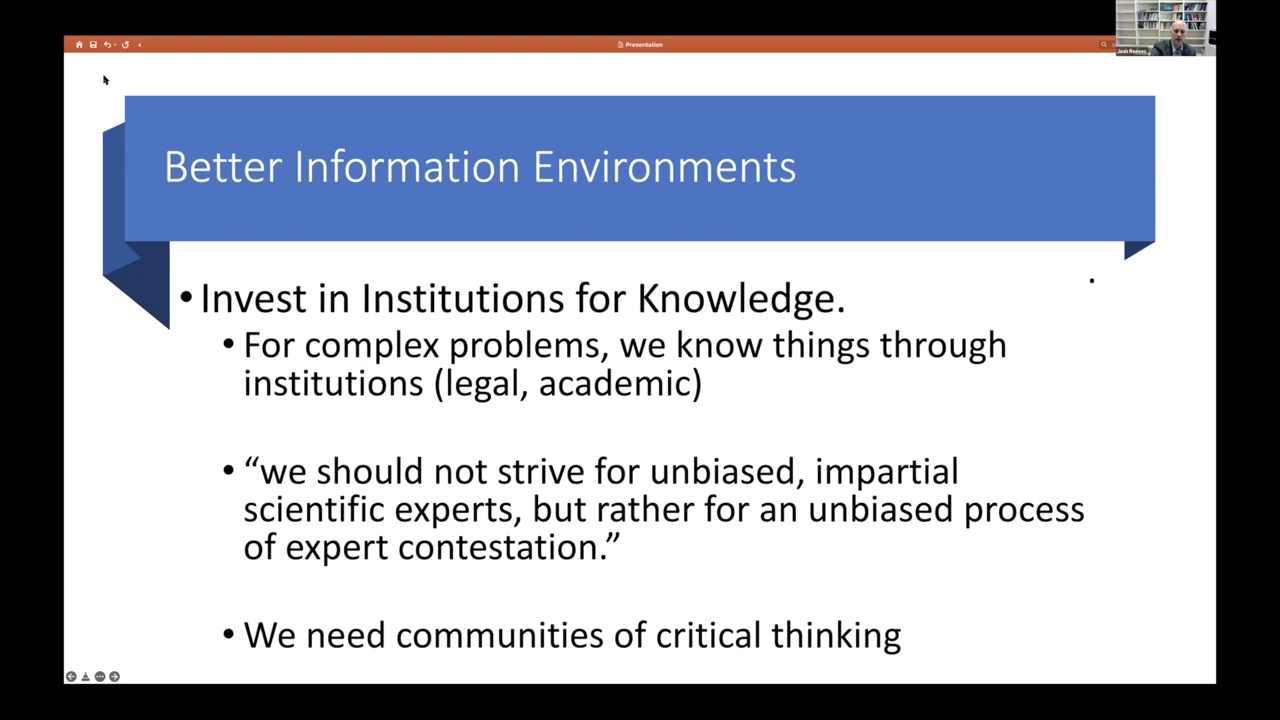 Presentation
Josh Reeves
Better Information Environments
• Invest in Institutions for Knowledge.
• For complex problems, we know things through
institutions (legal, academic)
• “we should not strive for unbiased, impartial
scientific experts, but rather for an unbiased process
of expert contestation.”
• We need communities of critical thinking